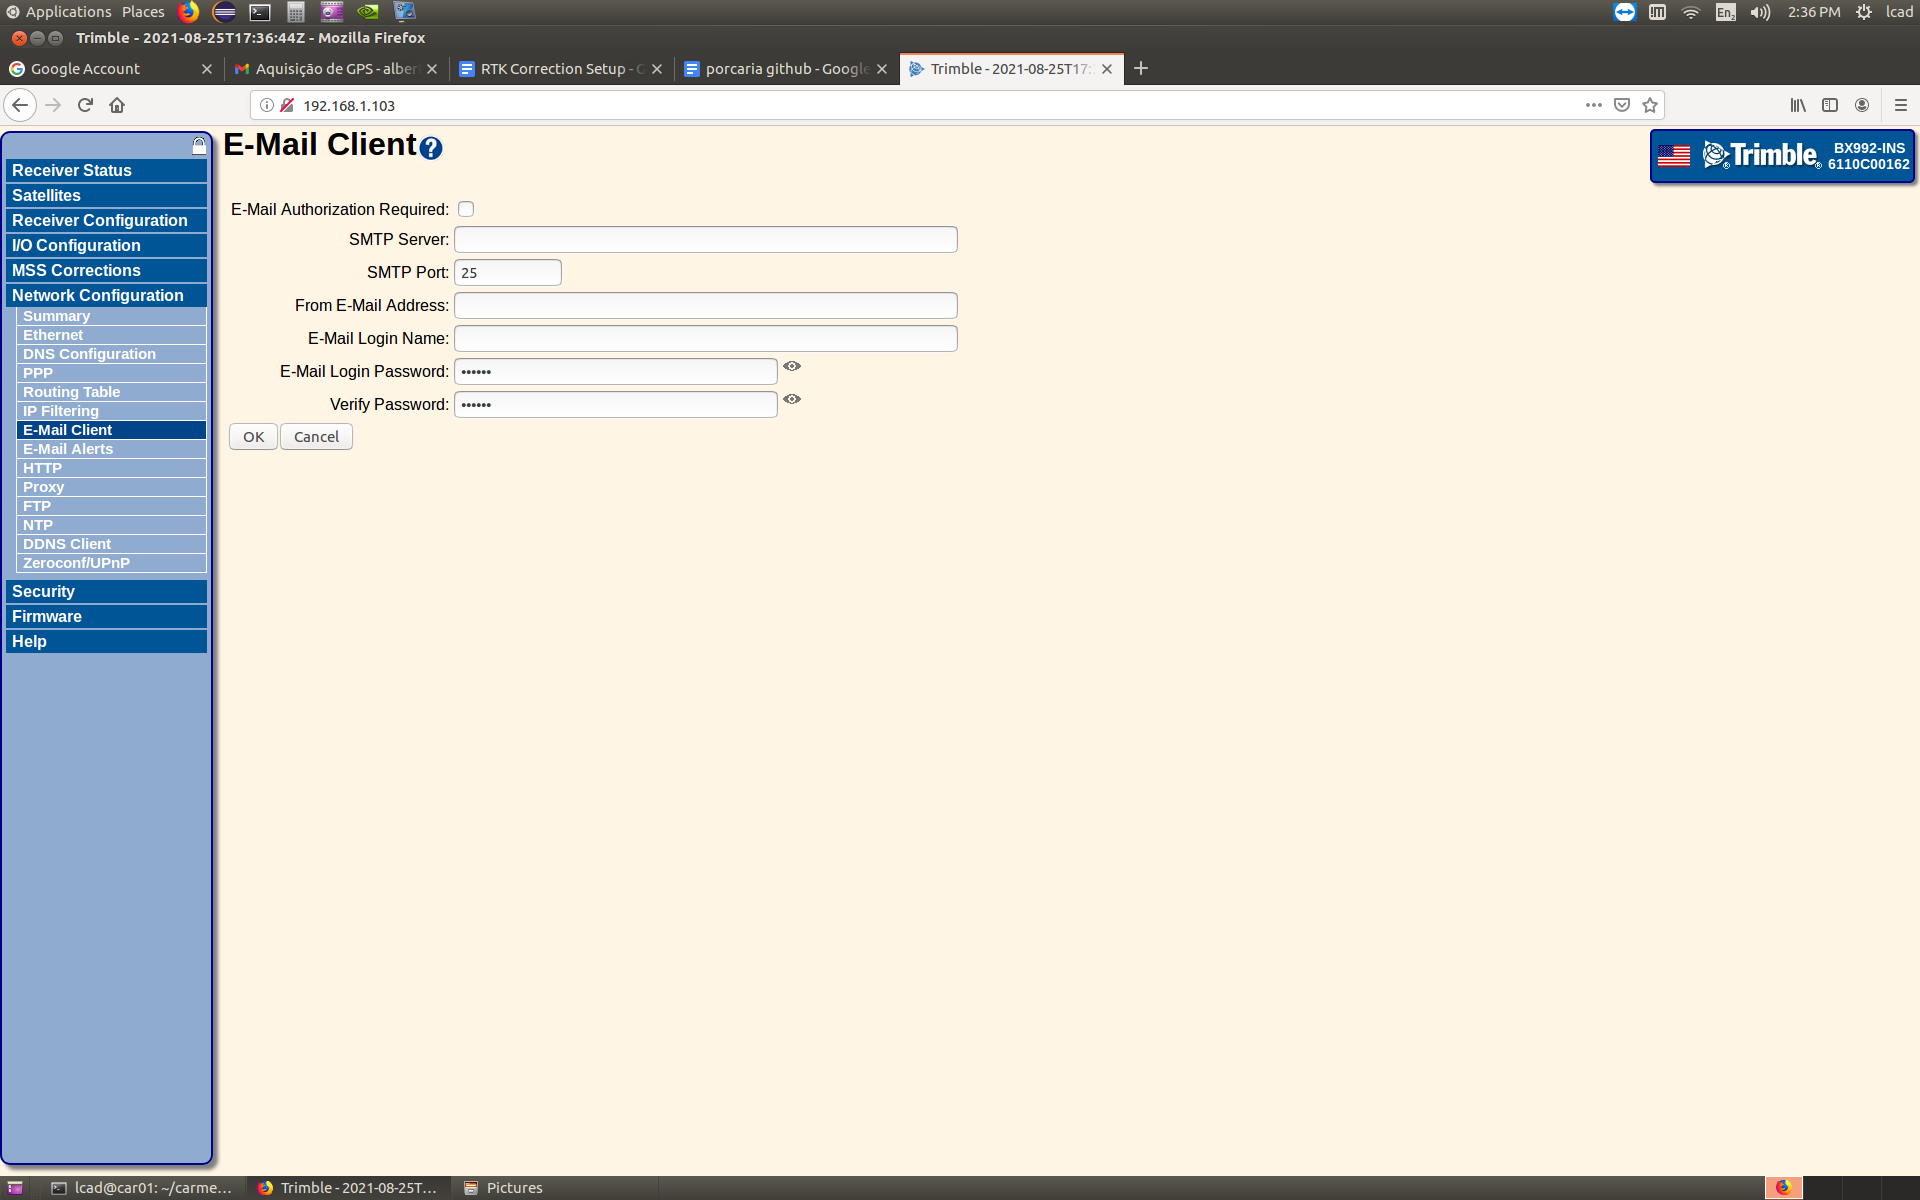 Applications Places
En2 2:36 PM lcad
Trimble - 2021-08-25T17:36:44Z - Mozilla Firefox
Google Account
Aquisição de GPS - alber
RTK Correction Setup - G
porcaria github - Google
Trimble - 2021-08-25T17:
192.168.1.103
E-Mail Client
Trimble
BX992-INS
6110C00162
Receiver Status
Satellites
Receiver Configuration
I/O Configuration
MSS Corrections
Network Configuration
Summary
Ethernet
DNS Configuration
PPP
Routing Table
IP Filtering
E-Mail Client
E-Mail Alerts
HTTP
Proxy
FTP
NTP
DDNS Client
Zeroconf/UPnP
Security
Firmware
Help
E-Mail Authorization Required:
SMTP Server:
SMTP Port: 25
From E-Mail Address:
E-Mail Login Name:
E-Mail Login Password: ••••••
Verify Password: ••••••
OK Cancel
lcad@car01: ~/carme...
Trimble - 2021-08-25T...
Pictures